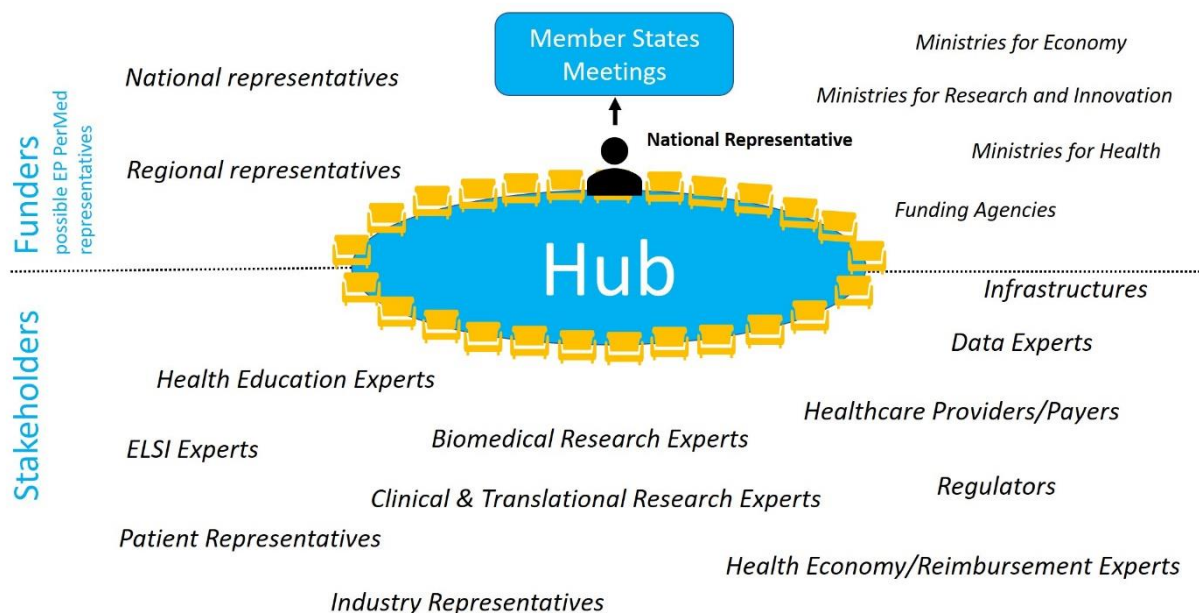 Member States
Meetings
National Representative
Funders
possible EP PerMed
representatives
National representatives
Regional representatives
Ministries for Economy
Ministries for Research and Innovation
Ministries for Health
Funding Agencies
Hub
Stakeholders
Infrastructures
Data Experts
Health Education Experts
Healthcare Providers/Payers
Biomedical Research Experts
ELSI Experts
Clinical & Translational Research Experts
Regulators
Patient Representatives
Health Economy/Reimbursement Experts
Industry Representatives